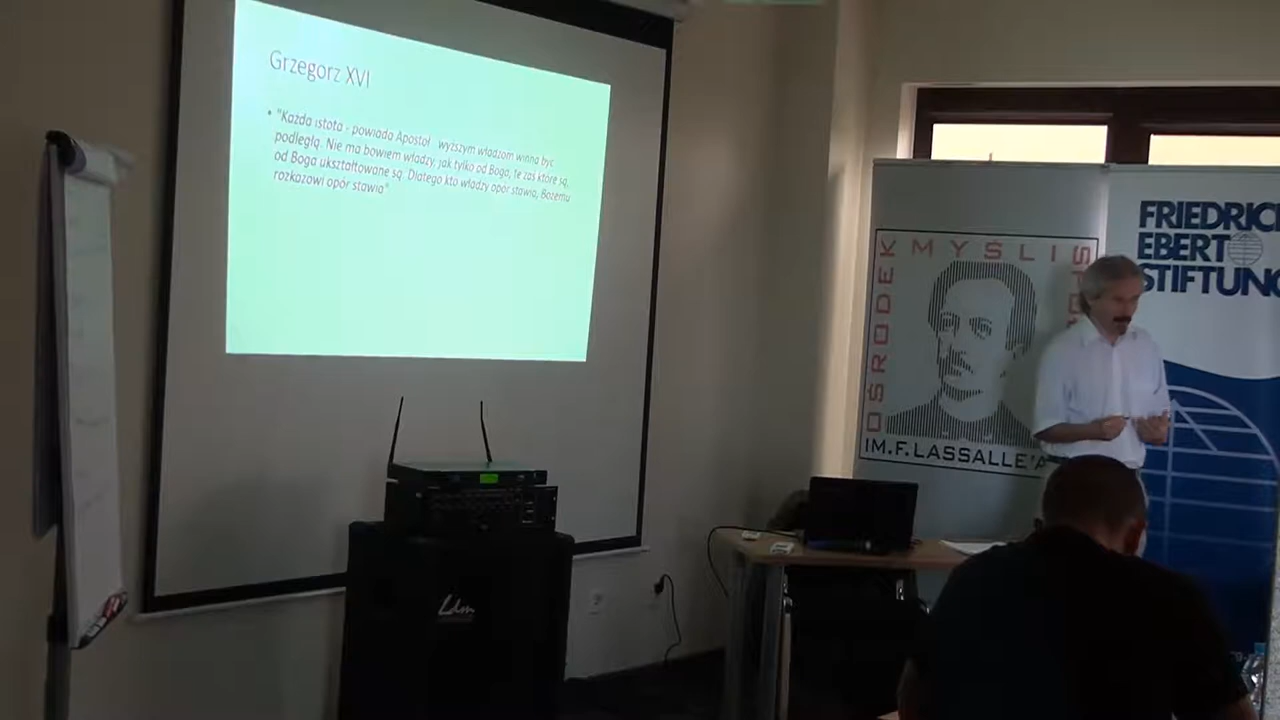 Grzegorz XVI
• "Każda istota - powiada Apostoł wyższym władzom winna być
podległą. Nie ma bowiem władzy, jak tylko od Boga, te zaś które są,
od Boga ukształtowane są. Dlatego kto władzy opór stawia, Bożemu
rozkazowi opór stawia"
OŚRODEK MYŚLI S
IM.F.LASSALLE'A
FRIEDRIC
EBERT
STIFTUNG
Ldm